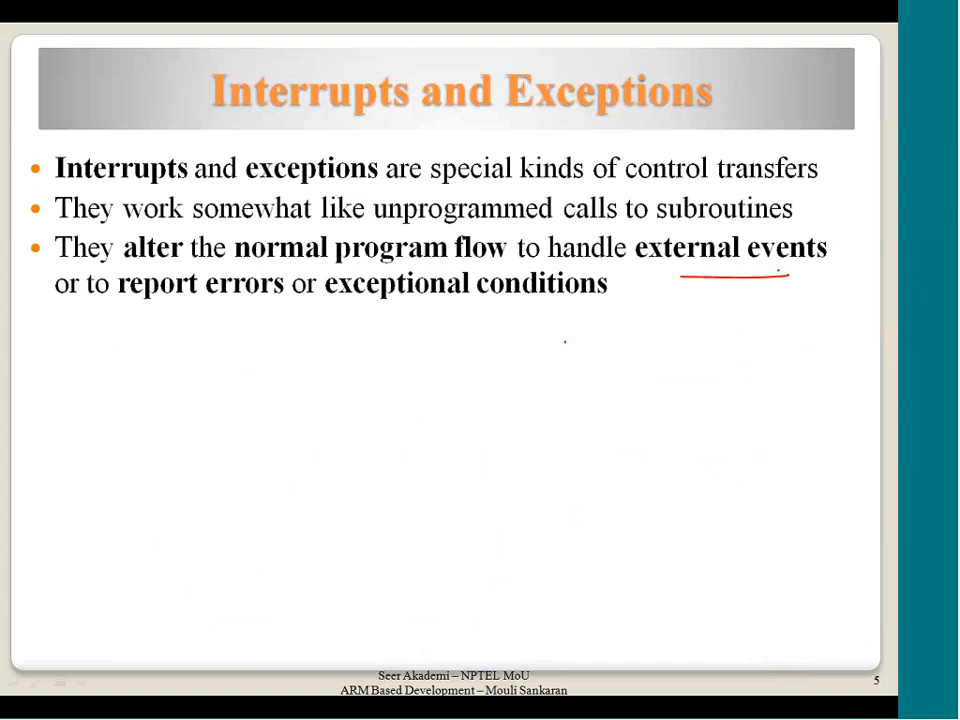 Interrupts and Exceptions
• Interrupts and exceptions are special kinds of control transfers
• They work somewhat like unprogrammed calls to subroutines
• They alter the normal program flow to handle external events
or to report errors or exceptional conditions
Seer Akademi – NPTEL MoU
ARM Based Development – Mouli Sankaran
5